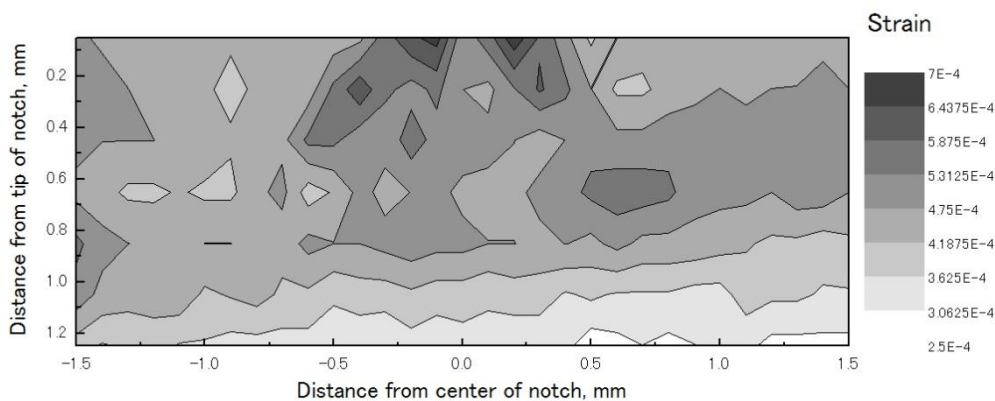 Strain
7E-4
6.4375E-4
5.875E-4
5.3125E-4
4.75E-4
4.1875E-4
3.625E-4
3.0625E-4
2.5E-4
Distance from tip of notch, mm
0.2
0.4
0.6
0.8
1.0
1.2
-1.5 -1.0 -0.5 0.0 0.5 1.0 1.5
Distance from center of notch, mm